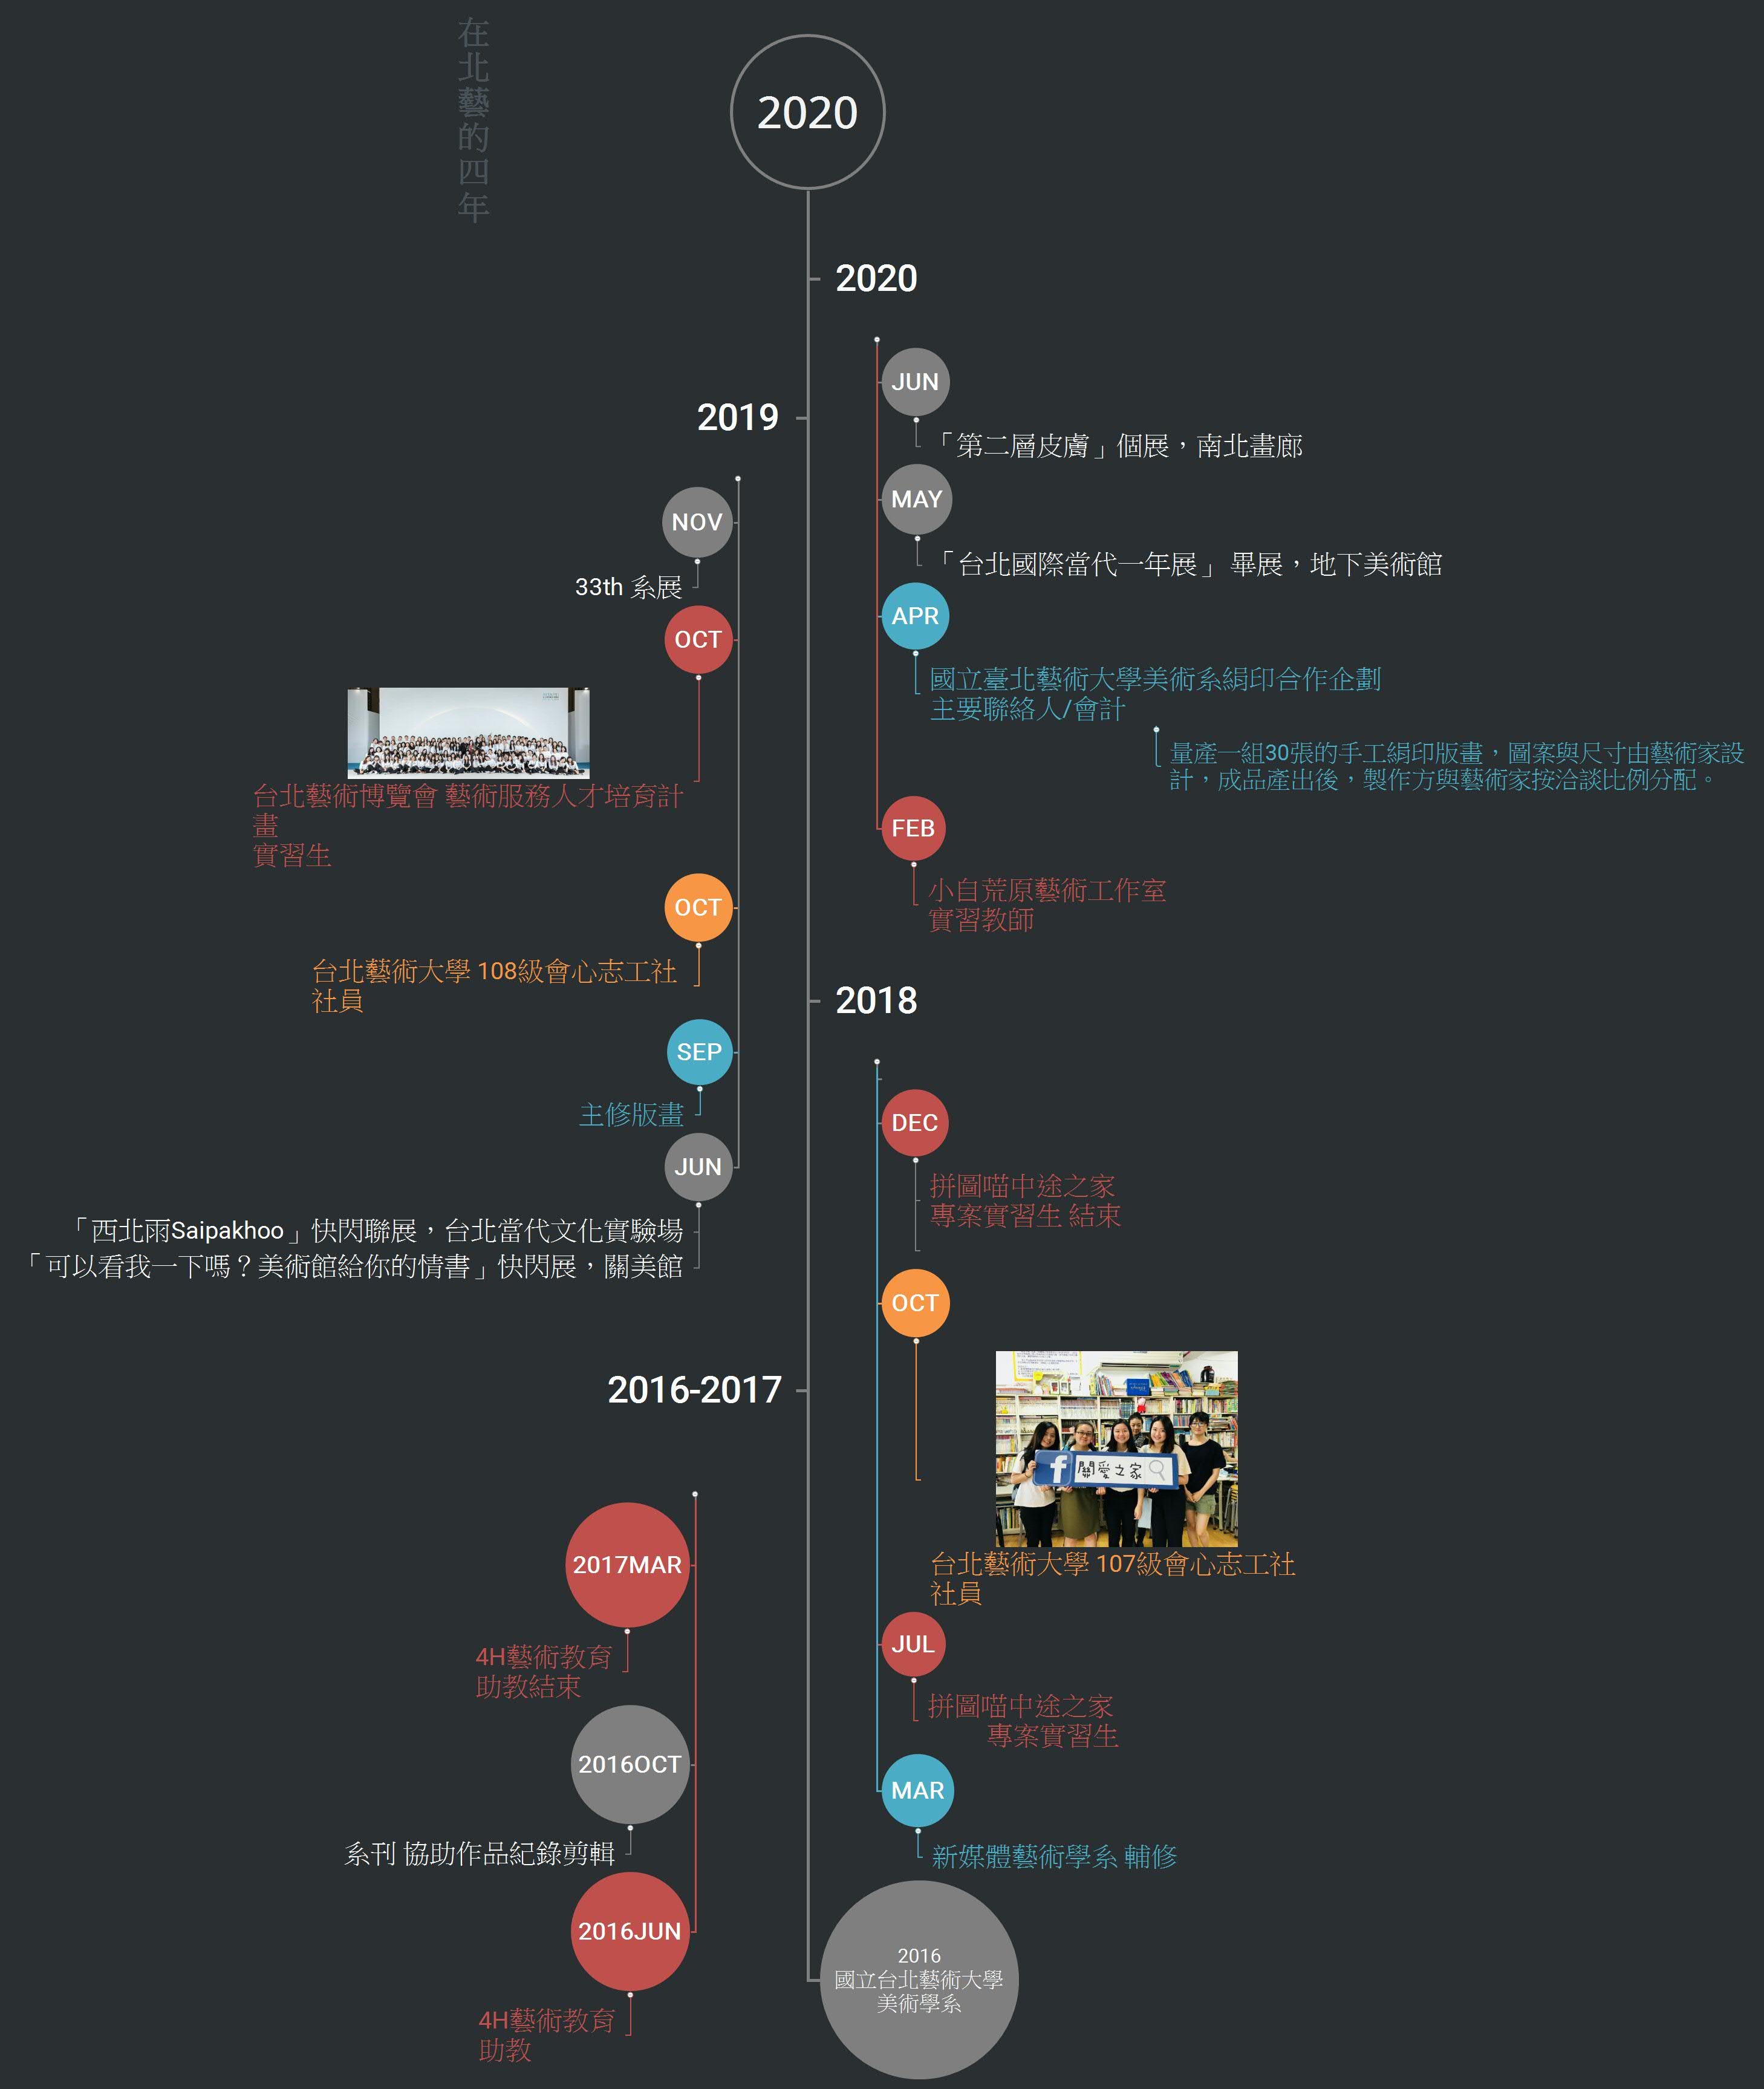 在北藝的四年
2020
2020
JUN
「第二層皮膚」個展，南北畫廊
MAY
「台北國際當代一年展」 畢展，地下美術館
APR
國立臺北藝術大學美術系絹印合作企劃
主要聯絡人/會計
量產一組30張的手工絹印版畫，圖案與尺寸由藝術家設
計，成品產出後，製作方與藝術家按洽談比例分配。
FEB
小自荒原藝術工作室
實習教師
2019
NOV
33th 系展
OCT
台北藝術博覽會 藝術服務人才培育計
畫
實習生
OCT
台北藝術大學 108級會心志工社
社員
SEP
主修版畫
JUN
「西北雨Saipakhoo」快閃聯展，台北當代文化實驗場
「可以看我一下嗎？美術館給你的情書」快閃展，關美館
2018
DEC
拼圖喵中途之家
專案實習生 結束
OCT
f 關愛之家
台北藝術大學 107級會心志工社
社員
JUL
拼圖喵中途之家
專案實習生
MAR
新媒體藝術學系 輔修
2016-2017
2017MAR
4H藝術教育
助教結束
2016OCT
系刊 協助作品紀錄剪輯
2016JUN
4H藝術教育
助教
2016
國立台北藝術大學
美術學系